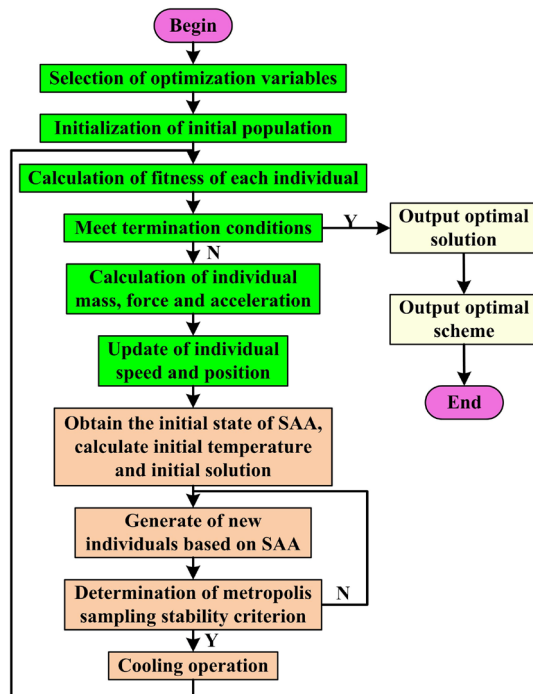 Begin
Selection of optimization variables
Initialization of initial population
Calculation of fitness of each individual
Meet termination conditions
Y
N
Output optimal
solution
Output optimal
scheme
End
Calculation of individual
mass, force and acceleration
Update of individual
speed and position
Obtain the initial state of SAA,
calculate initial temperature
and initial solution
Generate of new
individuals based on SAA
Determination of metropolis
sampling stability criterion
N
Y
Cooling operation